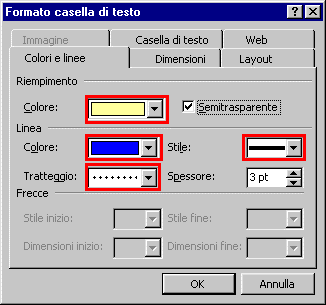 Formato casella di testo
Immagine Casella di testo Web
Colori e linee Dimensioni Layout
Riempimento
Colore: Semitrasparente
Linea
Colore: Stile:
Tratteggio: Spessore: 3 pt
Frecce
Stile inizio: Stile fine:
Dimensioni inizio: Dimensioni fine:
OK Annulla